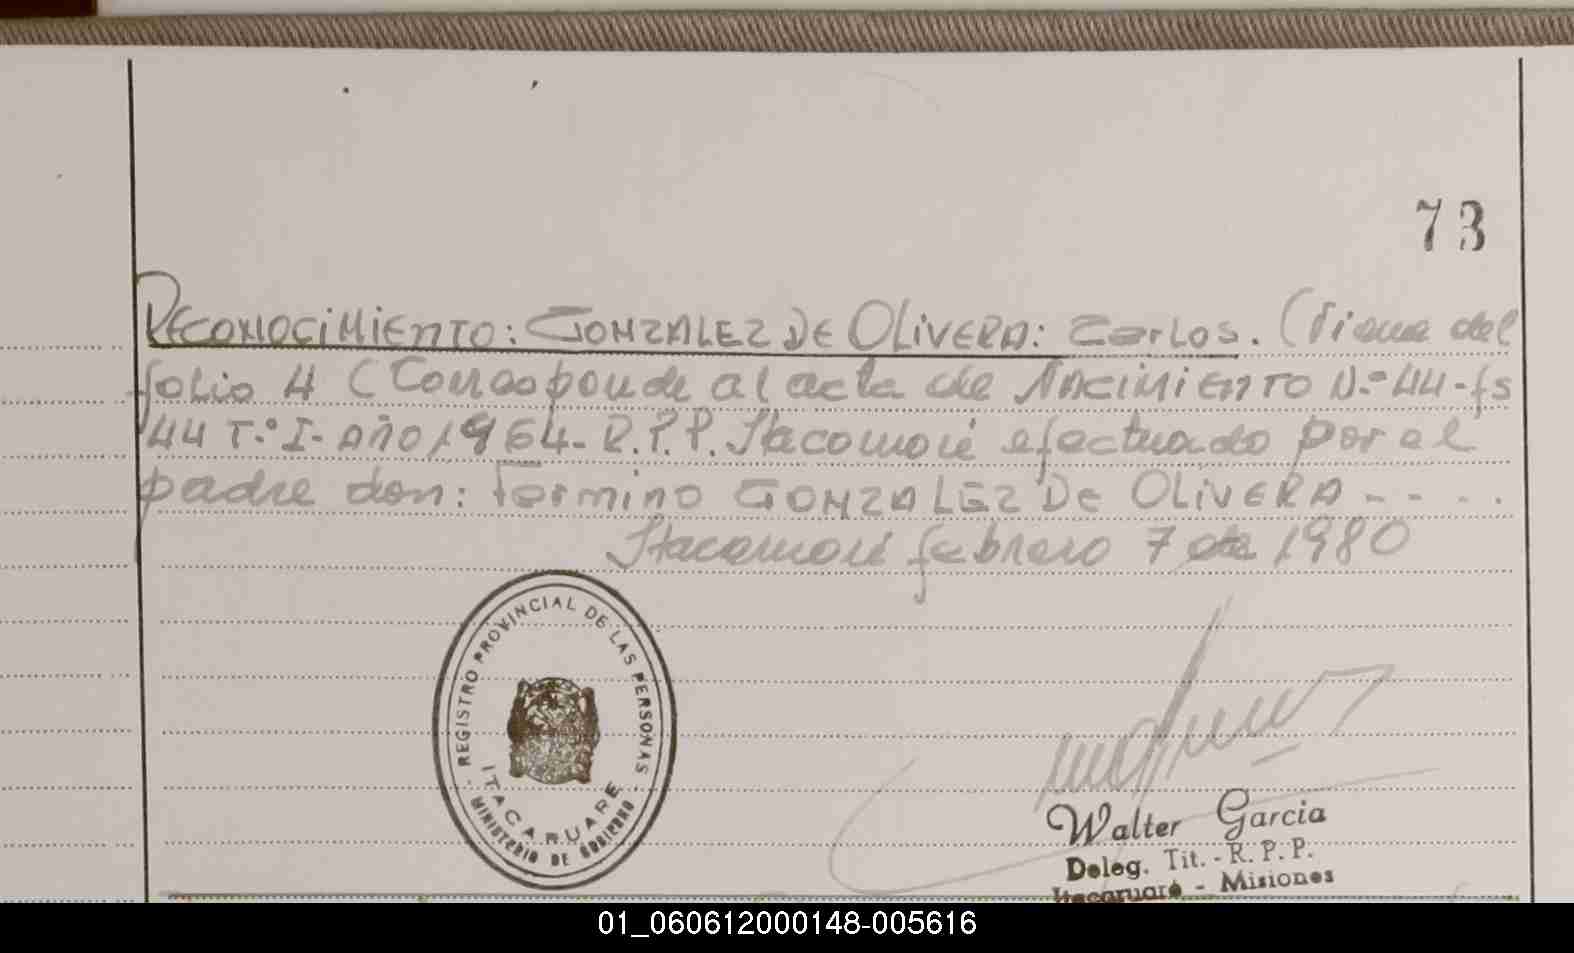 73
Reconocimiento: GONZALEZ DE OLIVERA: Carlos. (Viene del
folio 4 (Corresponde al acta de Nacimiento N.º 44-fs
44 T.º I- Año 1964- R.P.P. Itacaruaré efectuado por el
padre don: Fermino GONZALEZ DE OLIVERA - - - .
Itacaruaré febrero 7 de 1980
REGISTRO PROVINCIAL DE LAS PERSONAS
ITACARUARE
MINISTERIO DE GOBIERNO
Walter Garcia
Deleg. Tit. - R. P. P.
Itacaruaré - Misiones
01_060612000148-005616